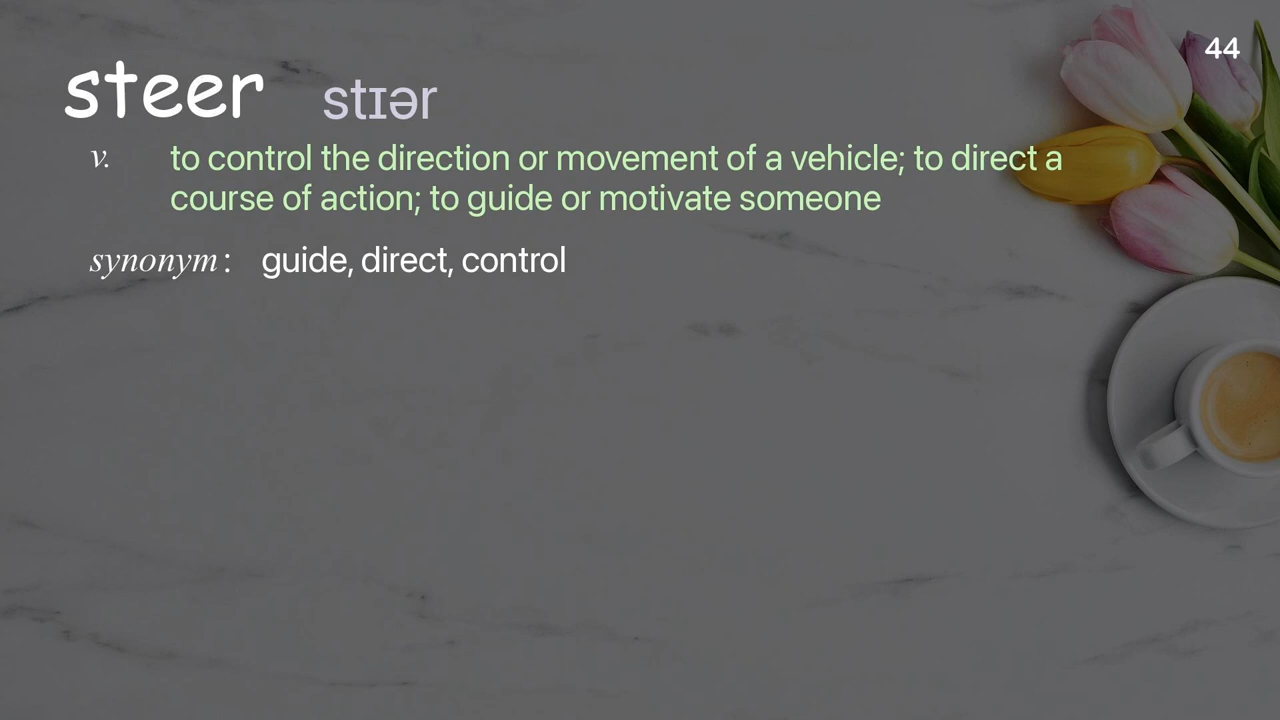 44
steer stɪər
v. to control the direction or movement of a vehicle; to direct a
course of action; to guide or motivate someone
synonym : guide, direct, control